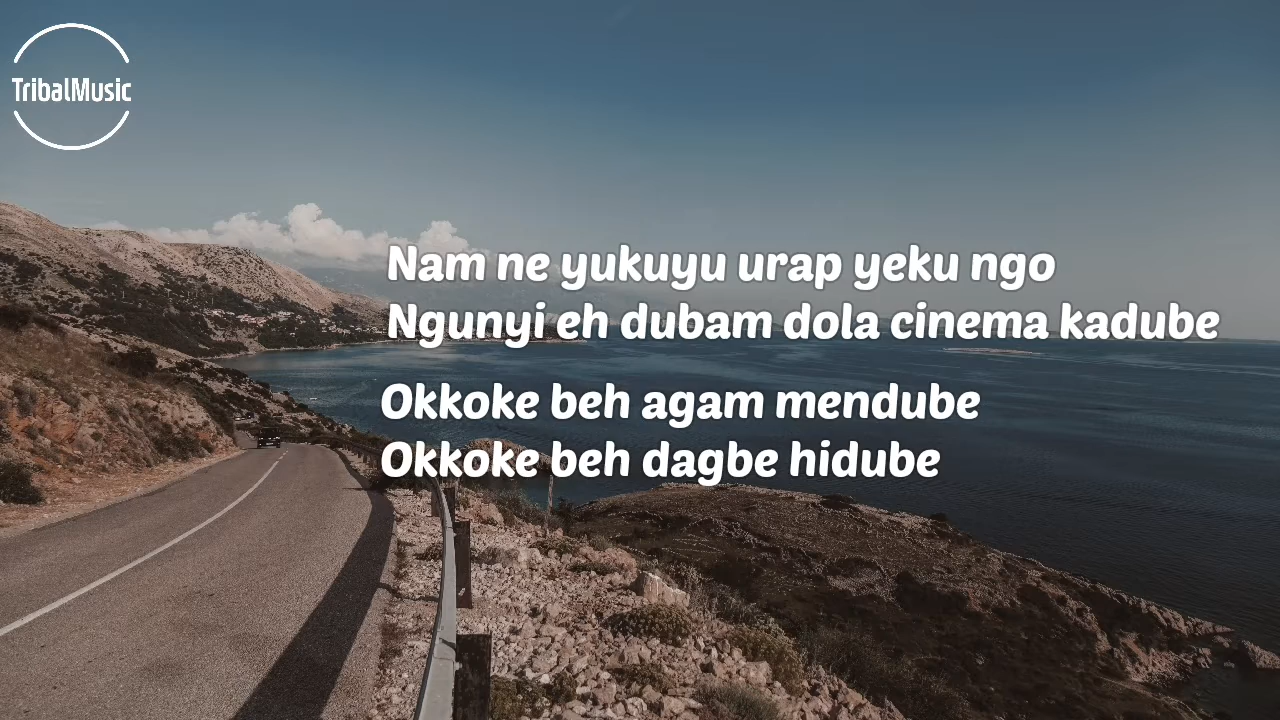 TribalMusic
Nam ne yukuyu urap yeku ngo
Ngunyi eh dubam dola cinema kadube
Okkoke beh agam mendube
Okkoke beh dagbe hidube